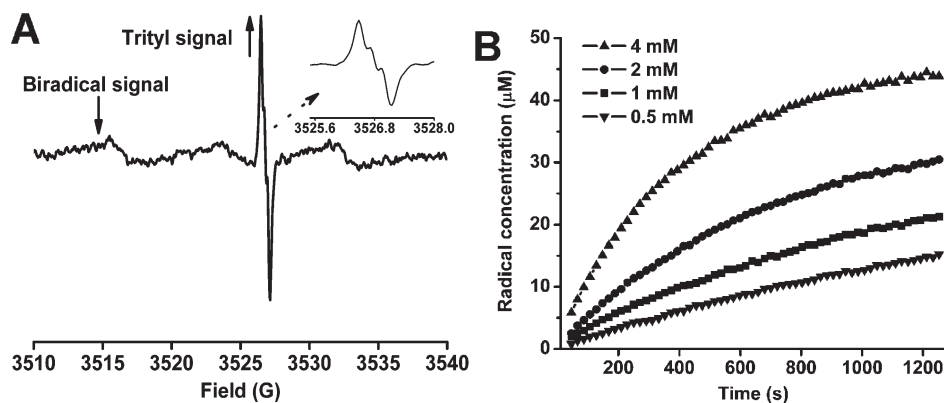 A
Trityl signal
Biradical signal
3525.6 3526.8 3528.0
3510 3515 3520 3525 3530 3535 3540
Field (G)
B
4 mM
2 mM
1 mM
0.5 mM
Radical concentration (μM)
50
40
30
20
10
0
200 400 600 800 1000 1200
Time (s)